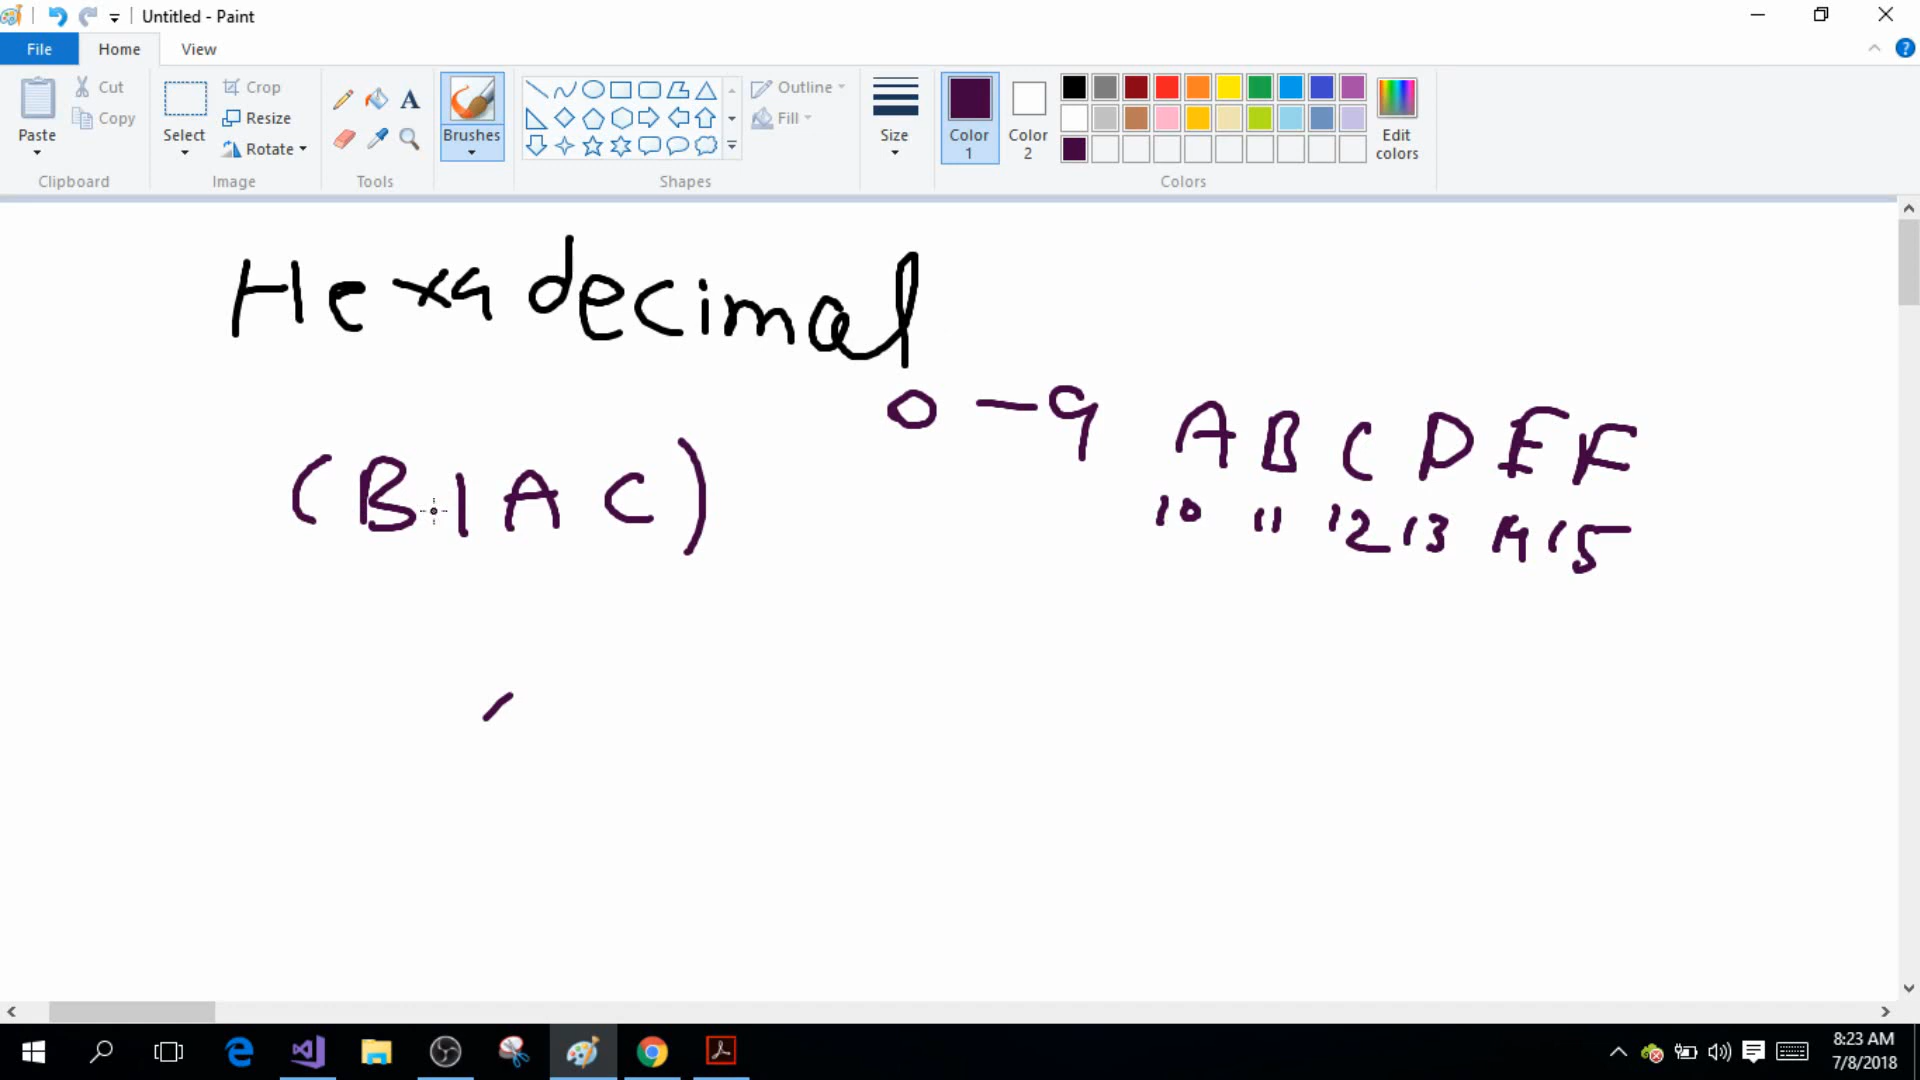 Untitled - Paint
File Home View
Paste Cut Copy Clipboard
Select Crop Resize Rotate Image
Tools
Brushes
Shapes Outline Fill
Size
Color 1 Color 2 Edit colors Colors
Hexadecimal
0 - 9 A B C D E F
10 11 12 13 14 15
(B1AC)
8:23 AM
7/8/2018